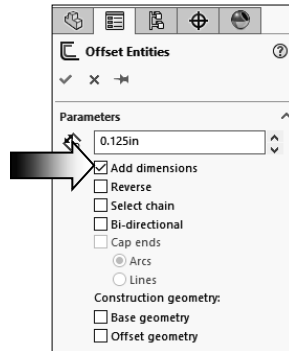 Offset Entities
Parameters
0.125in
Add dimensions
Reverse
Select chain
Bi-directional
Cap ends
Arcs
Lines
Construction geometry:
Base geometry
Offset geometry